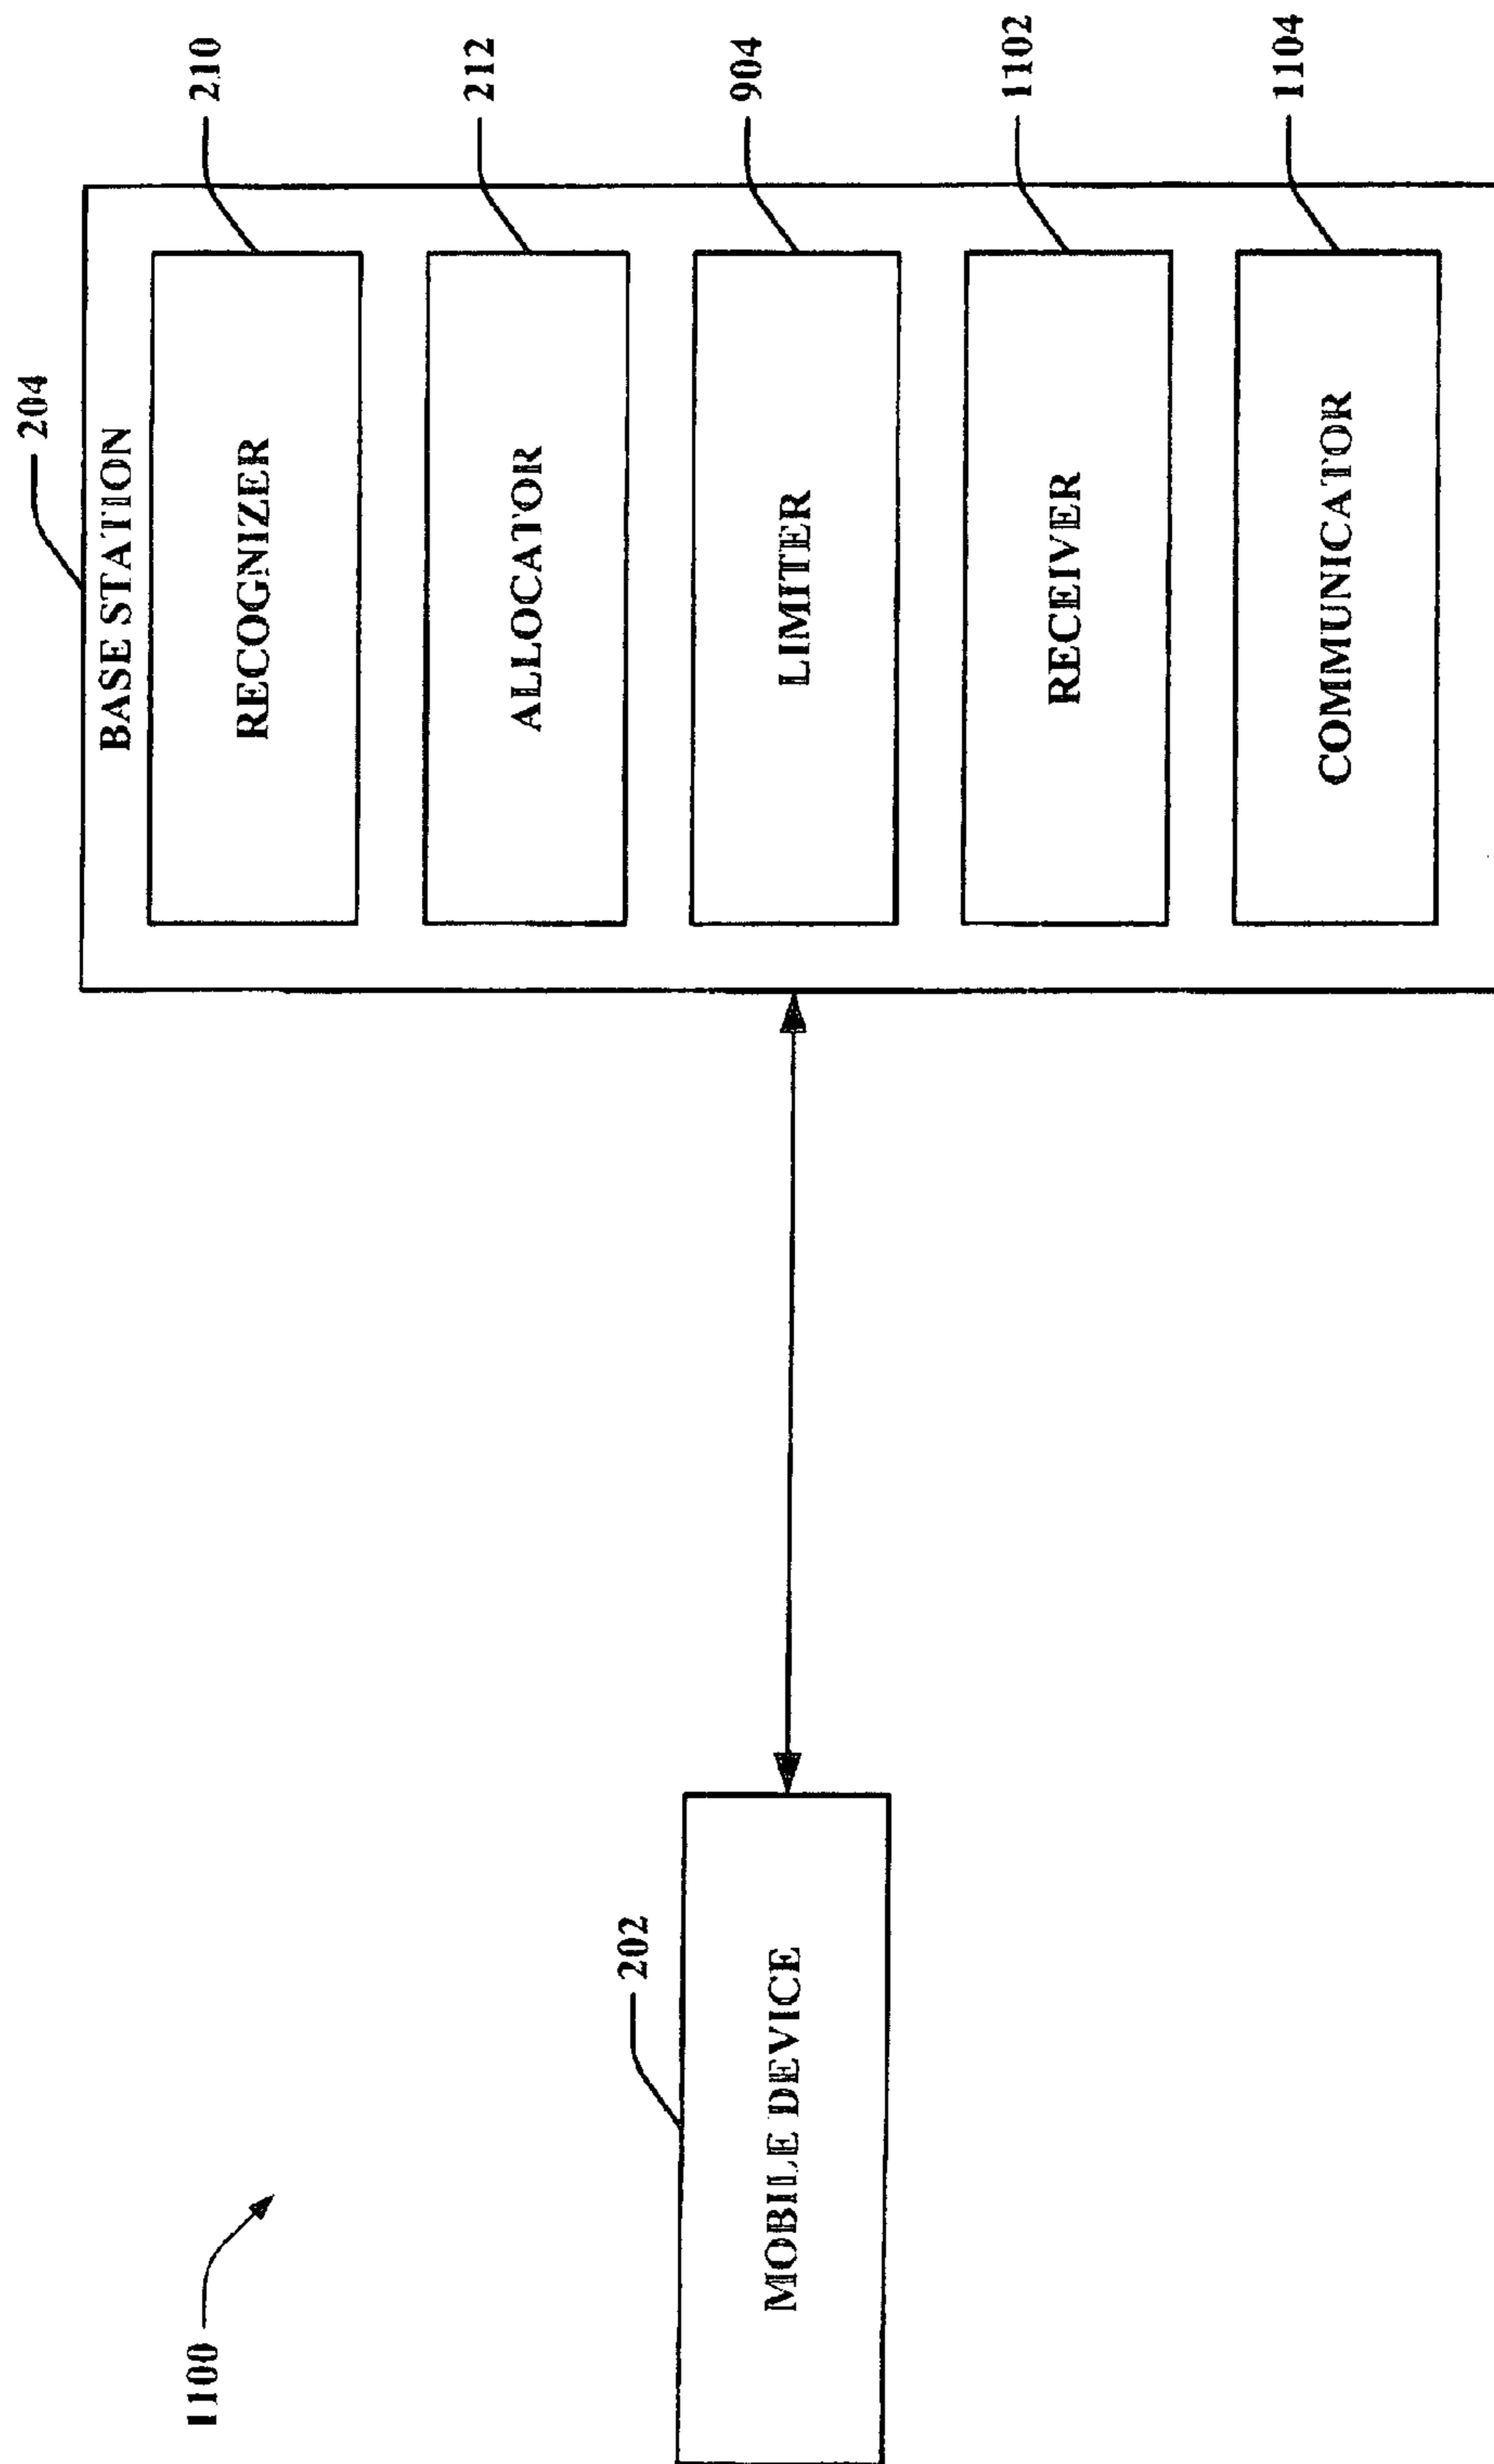 1100
202
MOBILE DEVICE
204
BASE STATION
RECOGNIZER
210
ALLOCATOR
212
LIMITER
904
RECEIVER
1102
COMMUNICATOR
1104